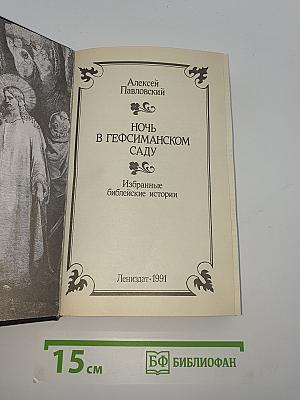 Алексей
Павловский
НОЧЬ
В ГЕФСИМАНСКОМ
САДУ
Избранные
библейские истории
Лениздат·1991
15 см
БФ БИБЛИОФАН